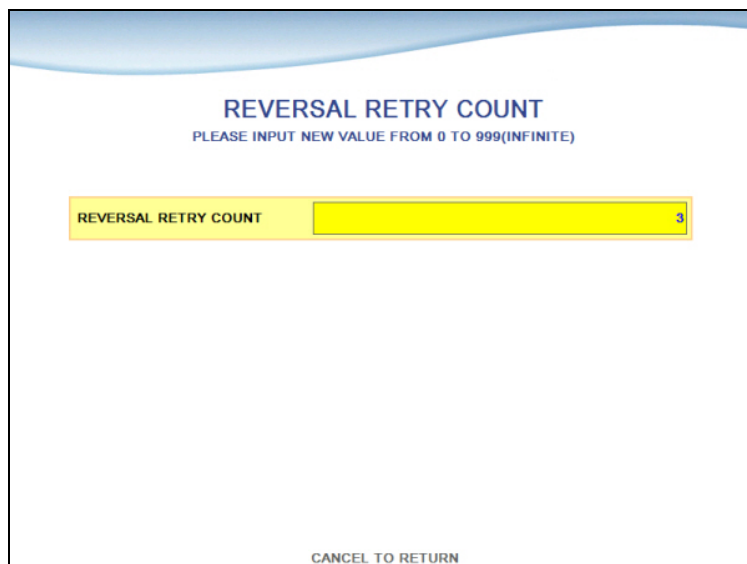 REVERSAL RETRY COUNT
PLEASE INPUT NEW VALUE FROM 0 TO 999(INFINITE)
REVERSAL RETRY COUNT 3
CANCEL TO RETURN